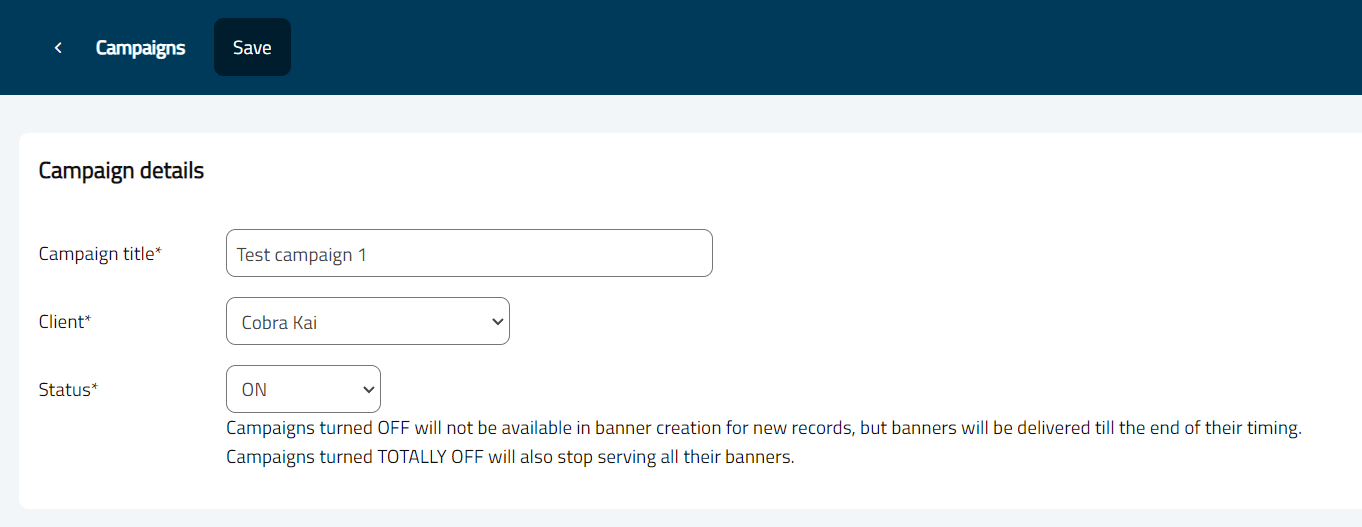 Campaigns Save
Campaign details
Campaign title* Test campaign 1
Client* Cobra Kai
Status* ON
Campaigns turned OFF will not be available in banner creation for new records, but banners will be delivered till the end of their timing.
Campaigns turned TOTALLY OFF will also stop serving all their banners.